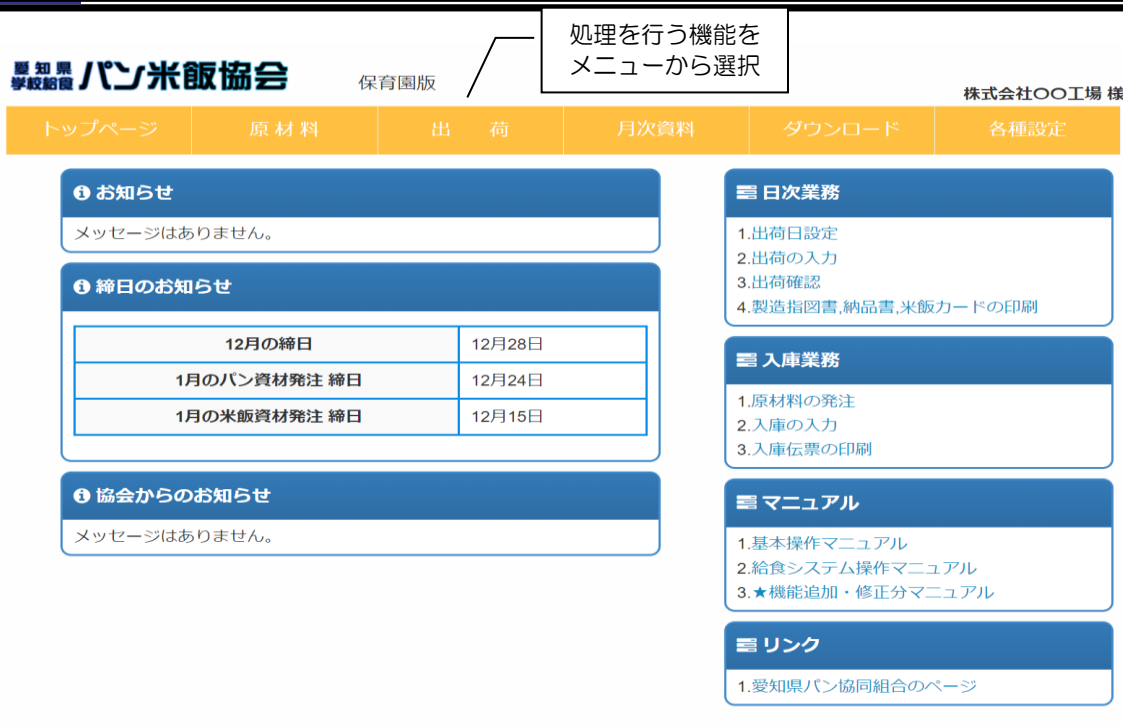 処理を行う機能を
メニューから選択
愛知県
学校給食
パン米飯協会
保育園版
株式会社〇〇工場 様
トップページ
原 材 料
出 荷
月次資料
ダウンロード
各種設定
お知らせ
メッセージはありません。
締日のお知らせ
12月の締日 12月28日
1月のパン資材発注 締日 12月24日
1月の米飯資材発注 締日 12月15日
協会からのお知らせ
メッセージはありません。
日次業務
1.出荷日設定
2.出荷の入力
3.出荷確認
4.製造指図書,納品書,米飯カードの印刷
入庫業務
1.原材料の発注
2.入庫の入力
3.入庫伝票の印刷
マニュアル
1.基本操作マニュアル
2.給食システム操作マニュアル
3.★機能追加・修正分マニュアル
リンク
1.愛知県パン協同組合のページ